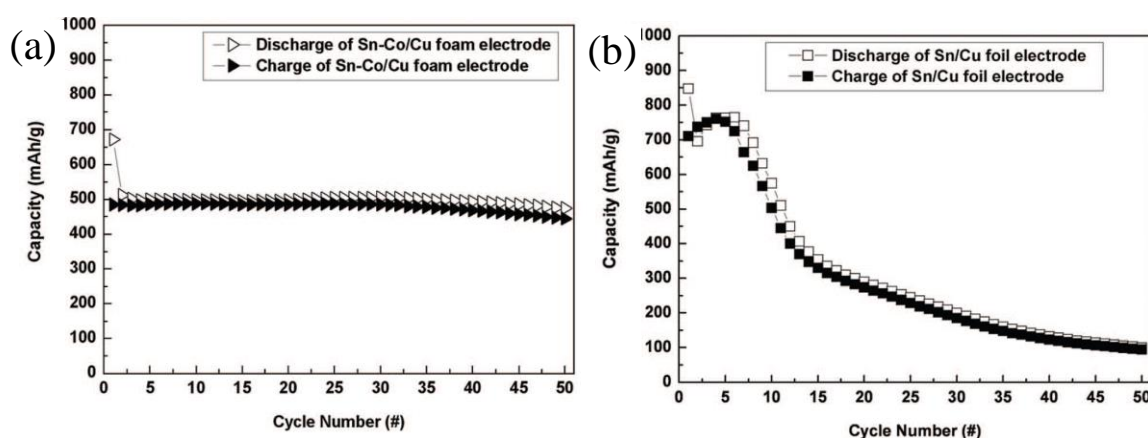 (a)
Capacity (mAh/g)
1000
900
800
700
600
500
400
300
200
100
0
Discharge of Sn-Co/Cu foam electrode
Charge of Sn-Co/Cu foam electrode
0 5 10 15 20 25 30 35 40 45 50
Cycle Number (#)
(b)
Capacity (mAh/g)
1000
900
800
700
600
500
400
300
200
100
0
Discharge of Sn/Cu foil electrode
Charge of Sn/Cu foil electrode
0 5 10 15 20 25 30 35 40 45 50
Cycle Number (#)